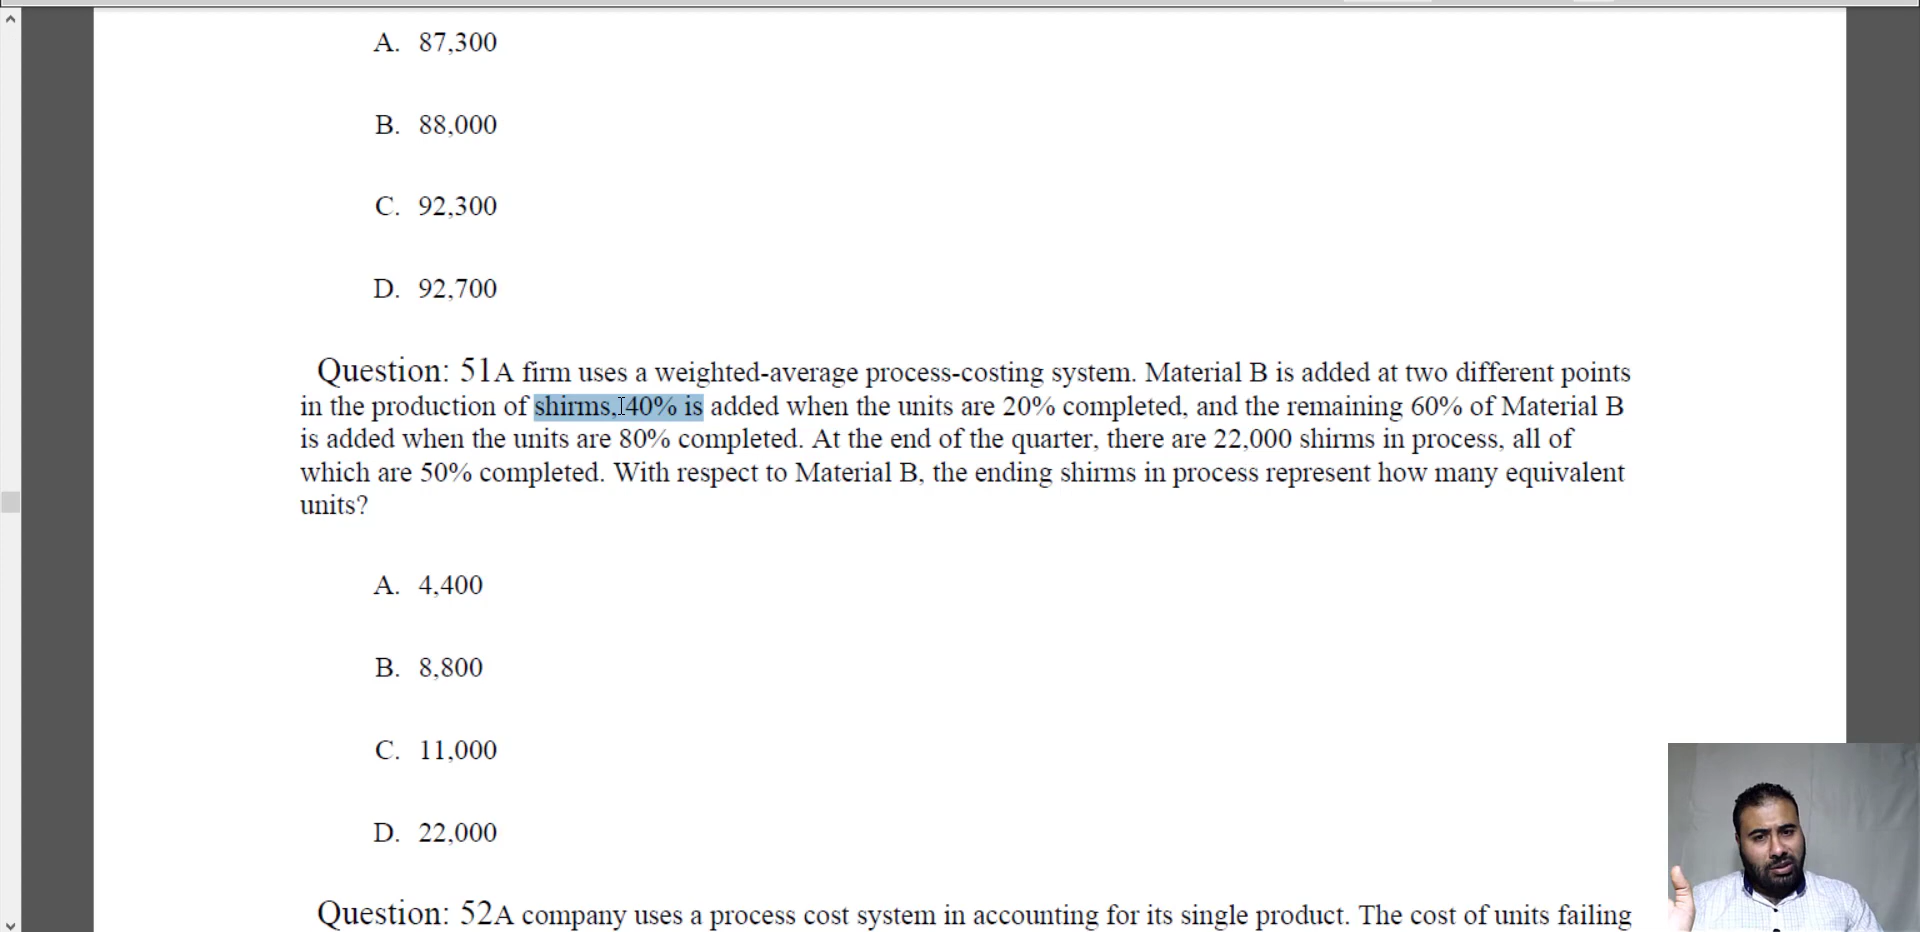 A. 87,300
B. 88,000
C. 92,300
D. 92,700
Question: 51A firm uses a weighted-average process-costing system. Material B is added at two different points
in the production of shirms, 40% is added when the units are 20% completed, and the remaining 60% of Material B
is added when the units are 80% completed. At the end of the quarter, there are 22,000 shirms in process, all of
which are 50% completed. With respect to Material B, the ending shirms in process represent how many equivalent
units?
A. 4,400
B. 8,800
C. 11,000
D. 22,000
Question: 52A company uses a process cost system in accounting for its single product. The cost of units failing